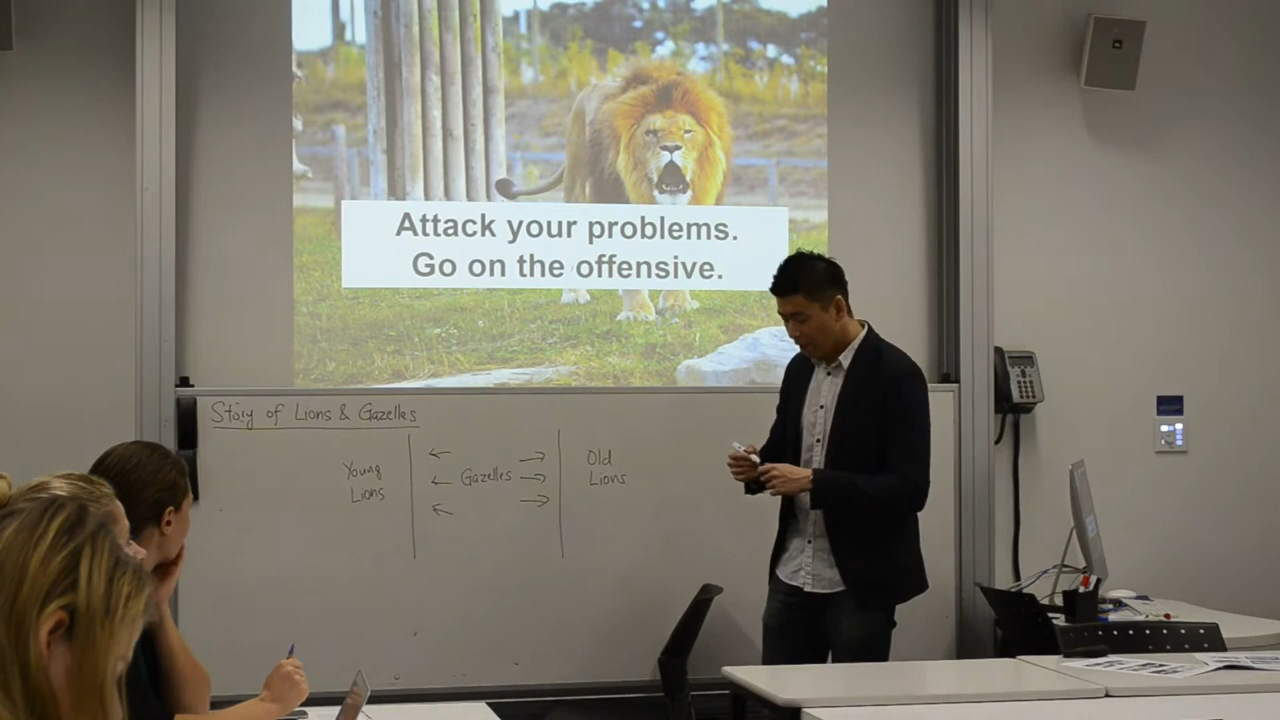 Attack your problems.
Go on the offensive.
Story of Lions & Gazelles
Young
Lions
Gazelles
Old
Lions